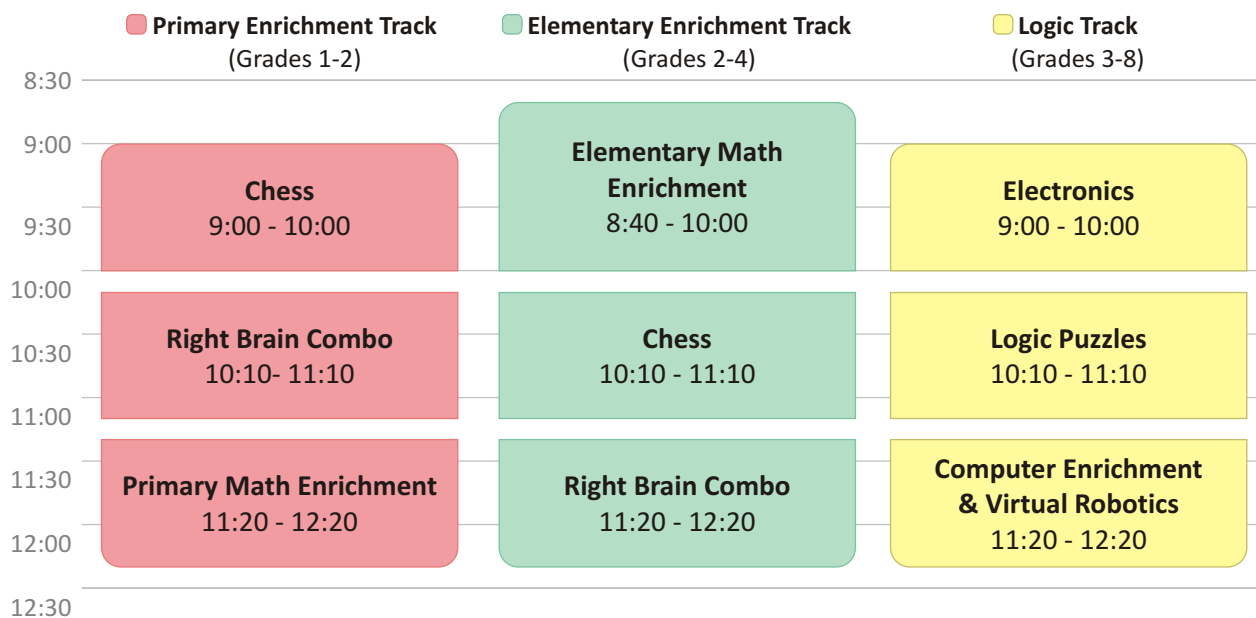 Primary Enrichment Track
(Grades 1-2)
Elementary Enrichment Track
(Grades 2-4)
Logic Track
(Grades 3-8)
8:30
9:00
9:30
10:00
10:30
11:00
11:30
12:00
12:30
Chess
9:00 - 10:00
Right Brain Combo
10:10- 11:10
Primary Math Enrichment
11:20 - 12:20
Elementary Math
Enrichment
8:40 - 10:00
Chess
10:10 - 11:10
Right Brain Combo
11:20 - 12:20
Electronics
9:00 - 10:00
Logic Puzzles
10:10 - 11:10
Computer Enrichment
& Virtual Robotics
11:20 - 12:20